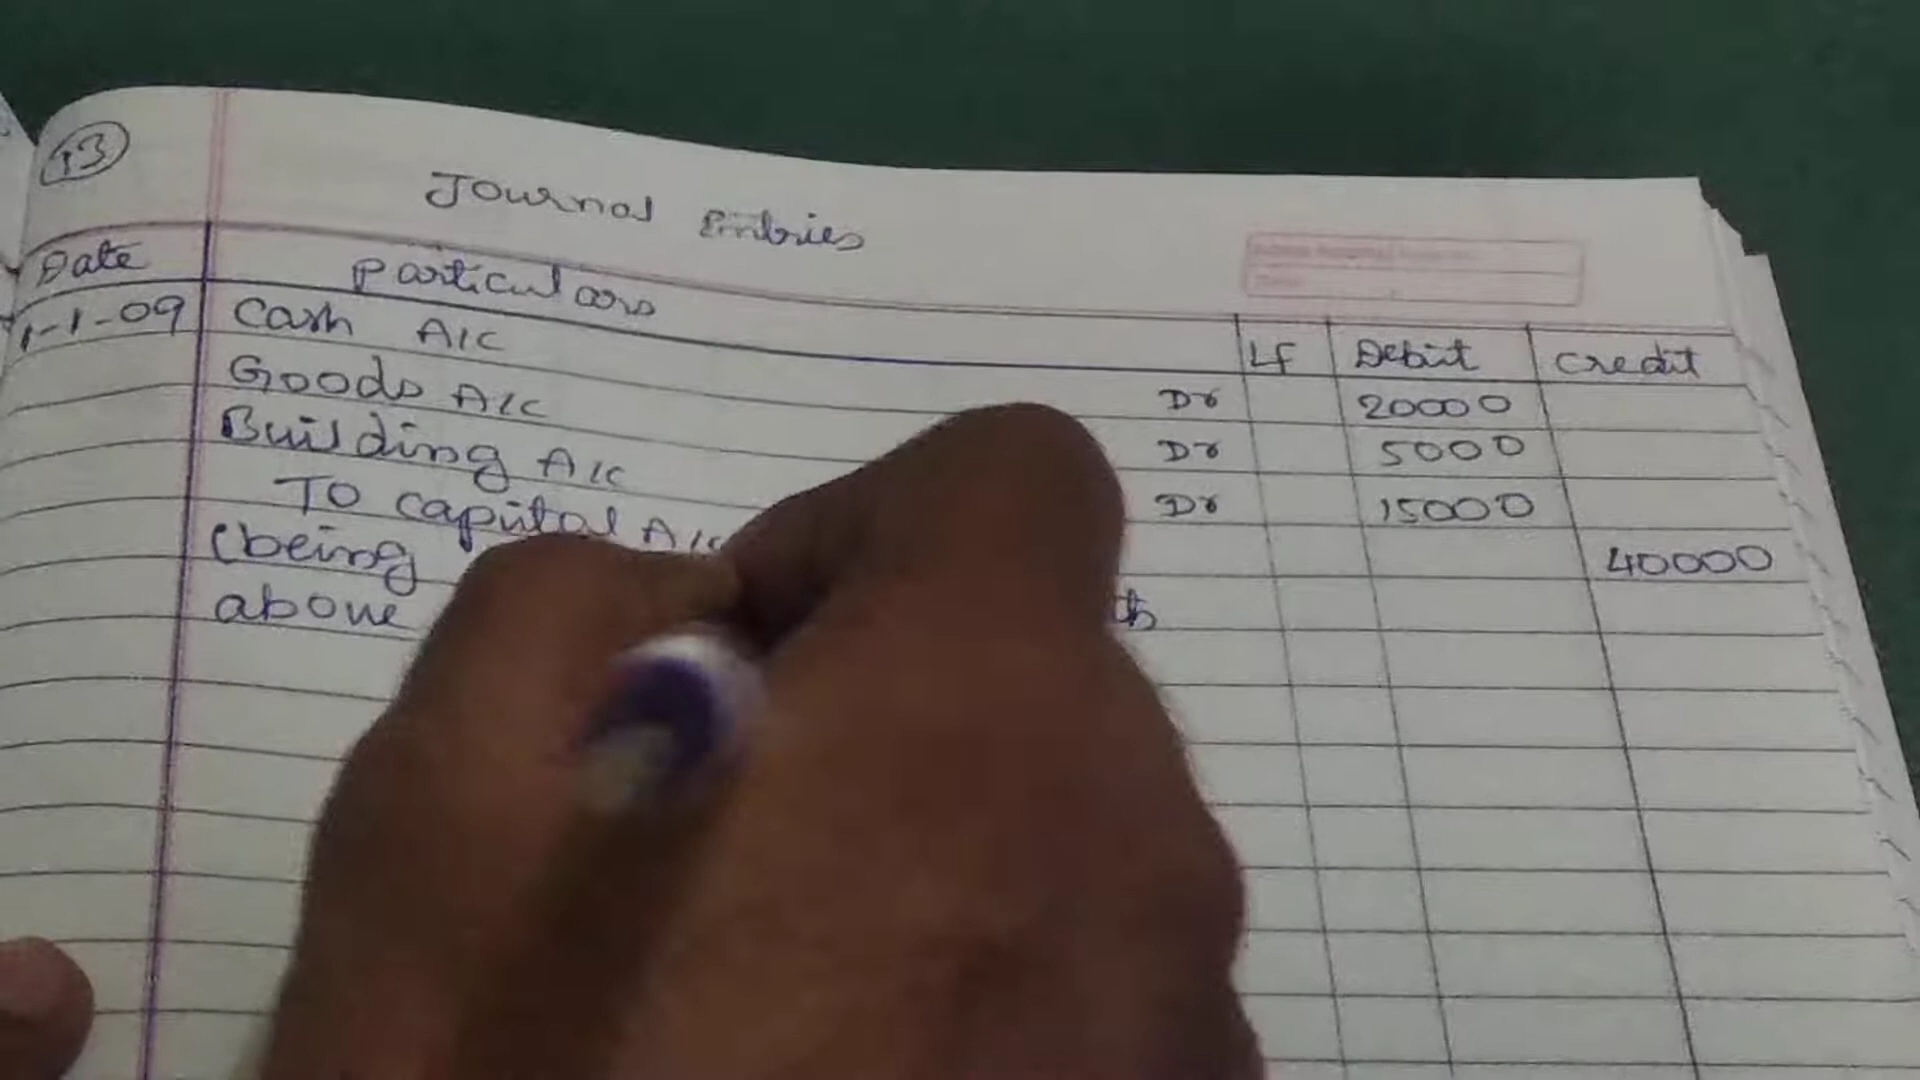 13
Journal Entries
Date Particulars LF Debit Credit
1-1-09 Cash A/C Dr 20000
Goods A/C Dr 5000
Building A/C Dr 15000
To capital A/C 40000
(being
above